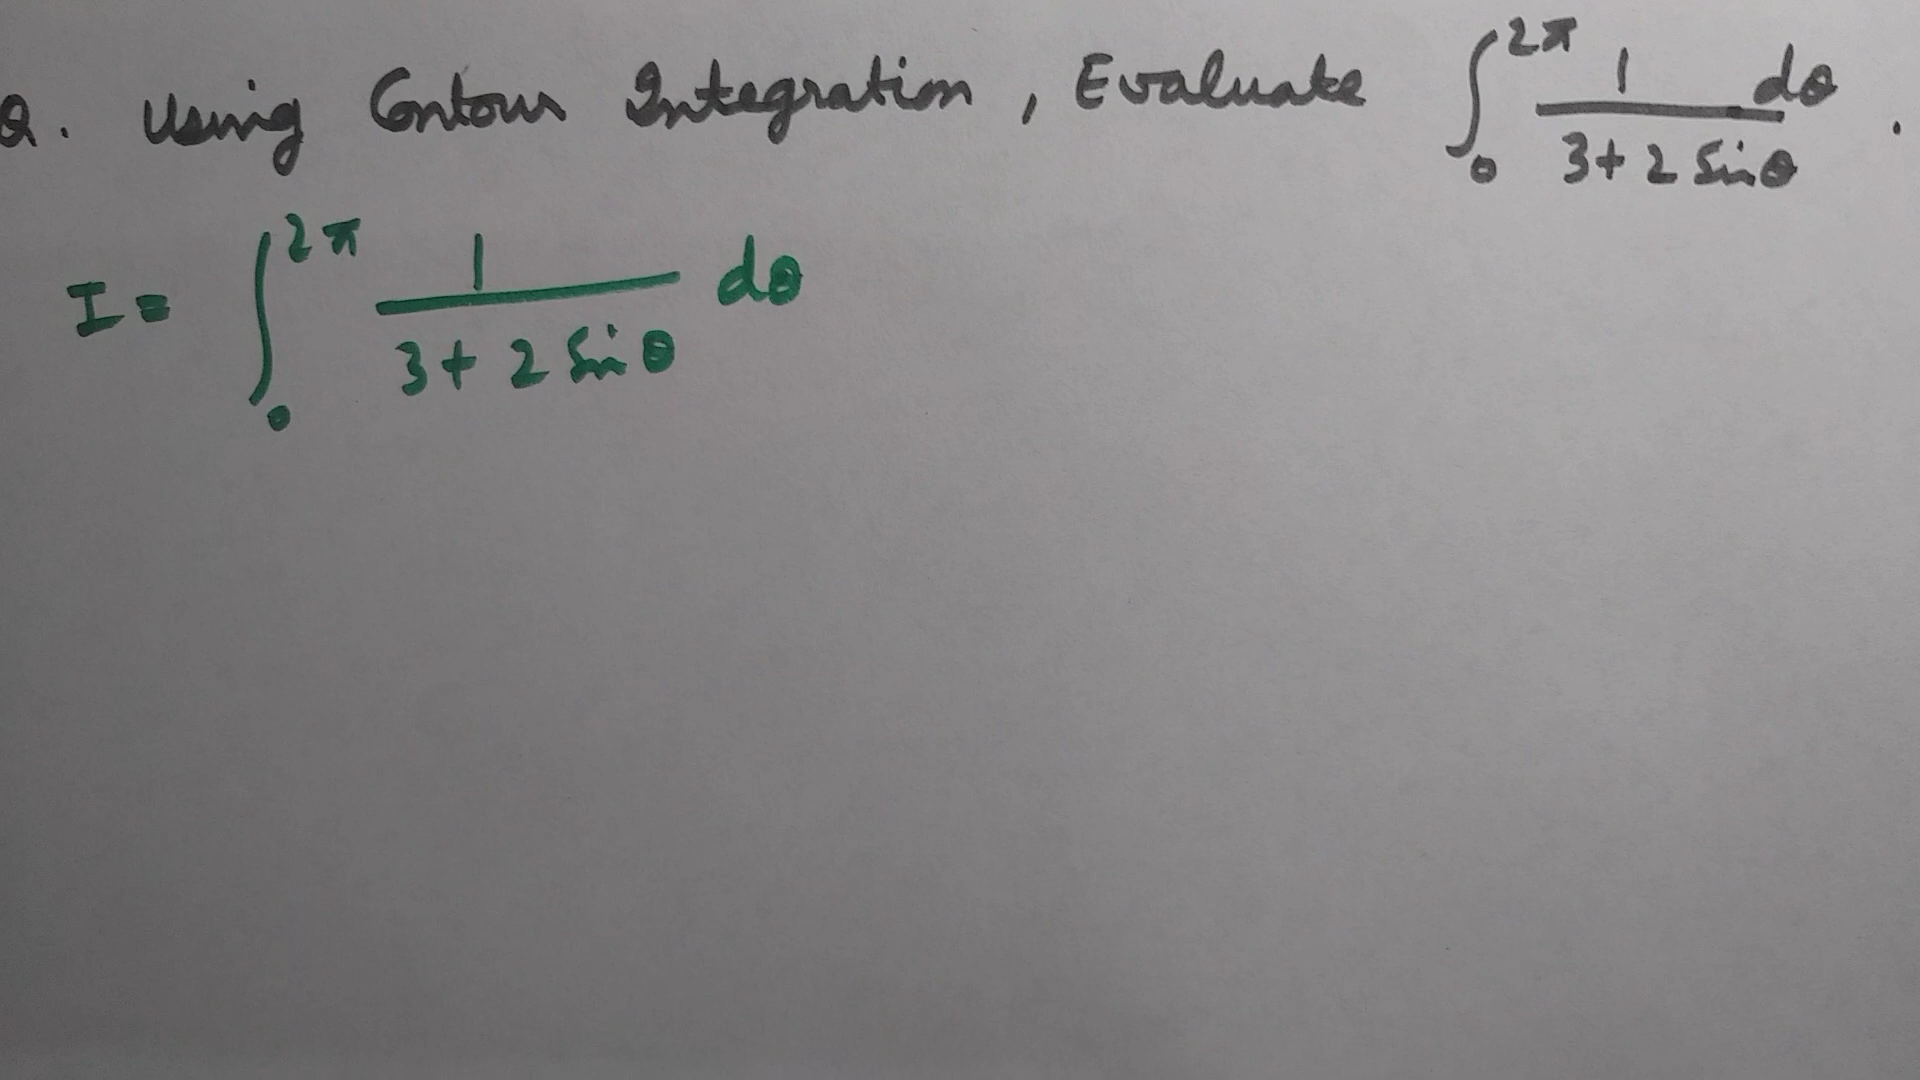 Q. Using Contour Integration, Evaluate ∫₀^{2π} 1/(3+2 Sinθ) dθ.
I = ∫₀^{2π} 1/(3+2 Sinθ) dθ